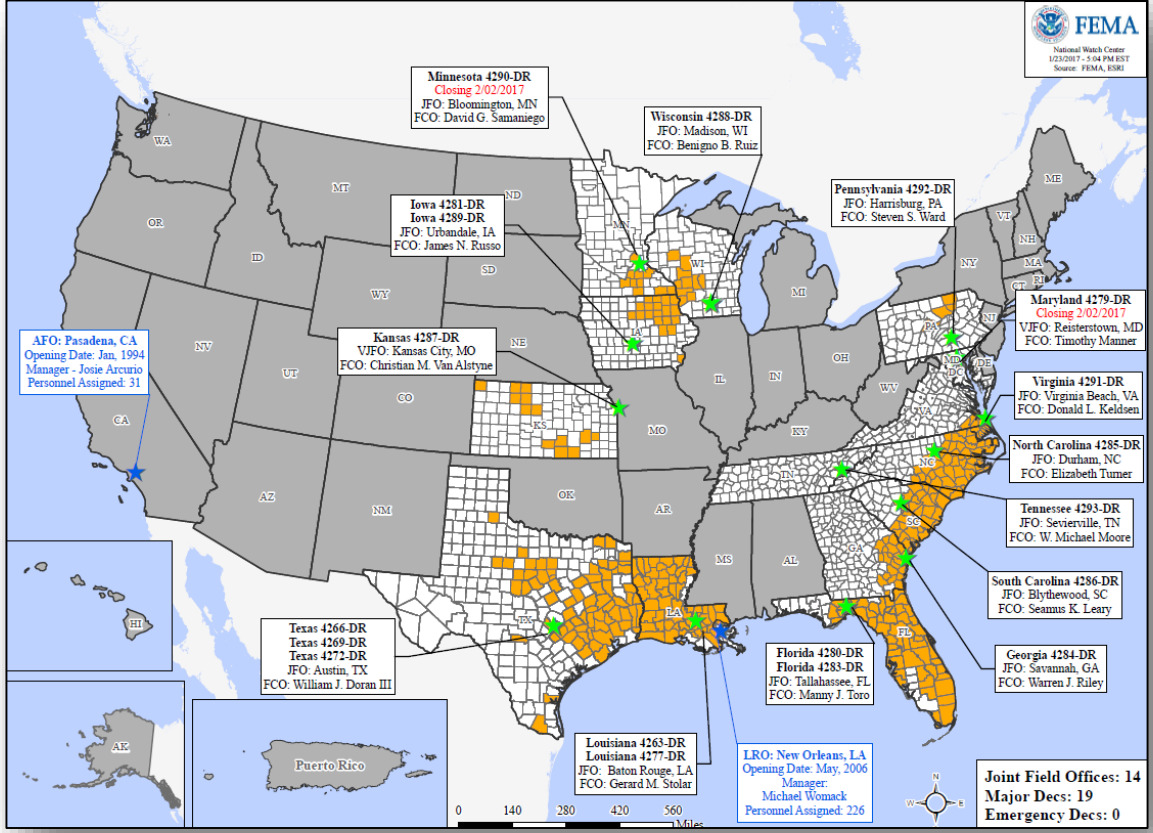 FEMA
National Watch Center
1/23/2017 - 5:04 PM EST
Source: FEMA, ESRI
Minnesota 4290-DR
Closing 2/02/2017
JFO: Bloomington, MN
FCO: David G. Samaniego
Wisconsin 4288-DR
JFO: Madison, WI
FCO: Benigno B. Ruiz
Pennsylvania 4292-DR
JFO: Harrisburg, PA
FCO: Steven S. Ward
Iowa 4281-DR
Iowa 4289-DR
JFO: Urbandale, IA
FCO: James N. Russo
Maryland 4279-DR
Closing 2/02/2017
VJFO: Reisterstown, MD
FCO: Timothy Manner
AFO: Pasadena, CA
Opening Date: Jan, 1994
Manager - Josie Arcurio
Personnel Assigned: 31
Kansas 4287-DR
VJFO: Kansas City, MO
FCO: Christian M. Van Alstyne
Virginia 4291-DR
JFO: Virginia Beach, VA
FCO: Donald L. Keldsen
North Carolina 4285-DR
JFO: Durham, NC
FCO: Elizabeth Turner
Tennessee 4293-DR
JFO: Sevierville, TN
FCO: W. Michael Moore
South Carolina 4286-DR
JFO: Blythewood, SC
FCO: Seamus K. Leary
Georgia 4284-DR
JFO: Savannah, GA
FCO: Warren J. Riley
Texas 4266-DR
Texas 4269-DR
Texas 4272-DR
JFO: Austin, TX
FCO: William J. Doran III
Florida 4280-DR
Florida 4283-DR
JFO: Tallahassee, FL
FCO: Manny J. Toro
Louisiana 4263-DR
Louisiana 4277-DR
JFO: Baton Rouge, LA
FCO: Gerard M. Stolar
LRO: New Orleans, LA
Opening Date: May, 2006
Manager:
Michael Womack
Personnel Assigned: 226
WA
MT
ND
MN
ME
OR
ID
SD
WI
VT
NH
NY
MA
CT
RI
WY
MI
IA
PA
NJ
NV
NE
OH
MD
DE
DC
UT
CO
IL
IN
WV
VA
CA
KS
MO
KY
NC
TN
AZ
NM
OK
AR
SC
MS
AL
GA
TX
LA
FL
HI
AK
Puerto Rico
N
W
E
S
0 140 280 420 560
Miles
Joint Field Offices: 14
Major Decs: 19
Emergency Decs: 0